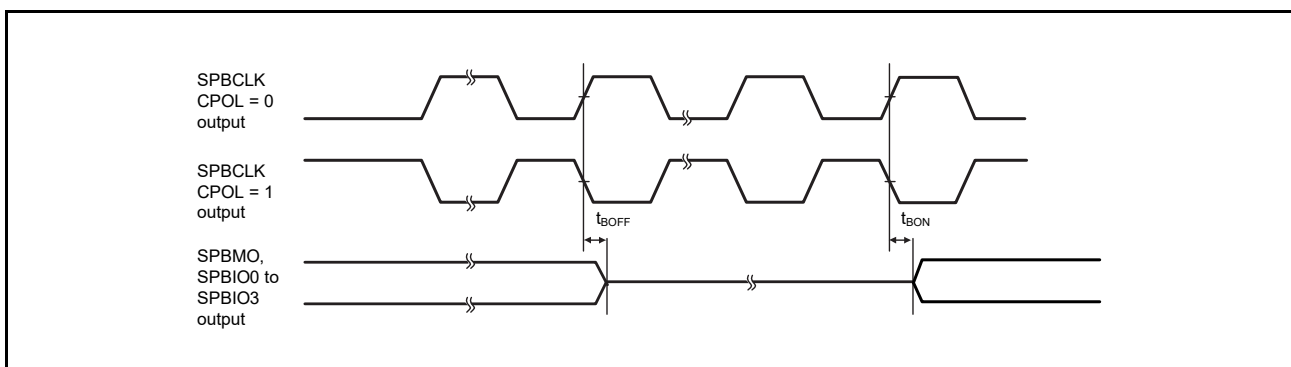 SPBCLK
CPOL = 0
output
SPBCLK
CPOL = 1
output
tBOFF
tBON
SPBMO,
SPBIO0 to
SPBIO3
output